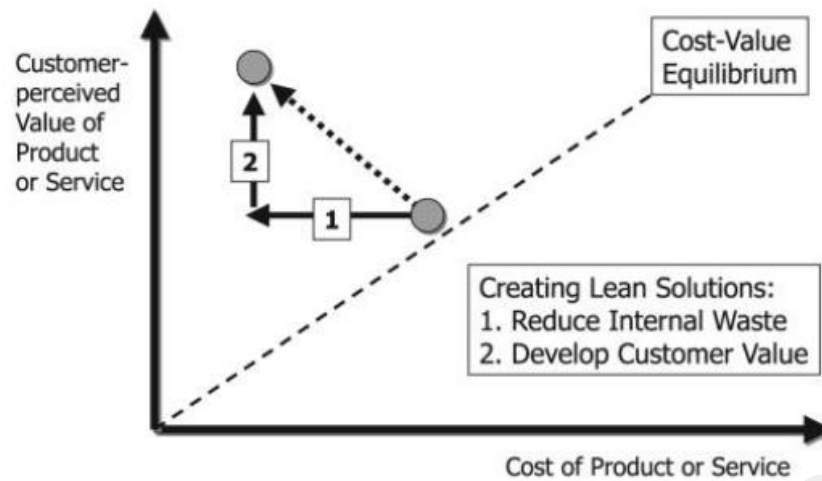 Customer-
perceived
Value of
Product
or Service
Cost-Value
Equilibrium
2
1
Creating Lean Solutions:
1. Reduce Internal Waste
2. Develop Customer Value
Cost of Product or Service